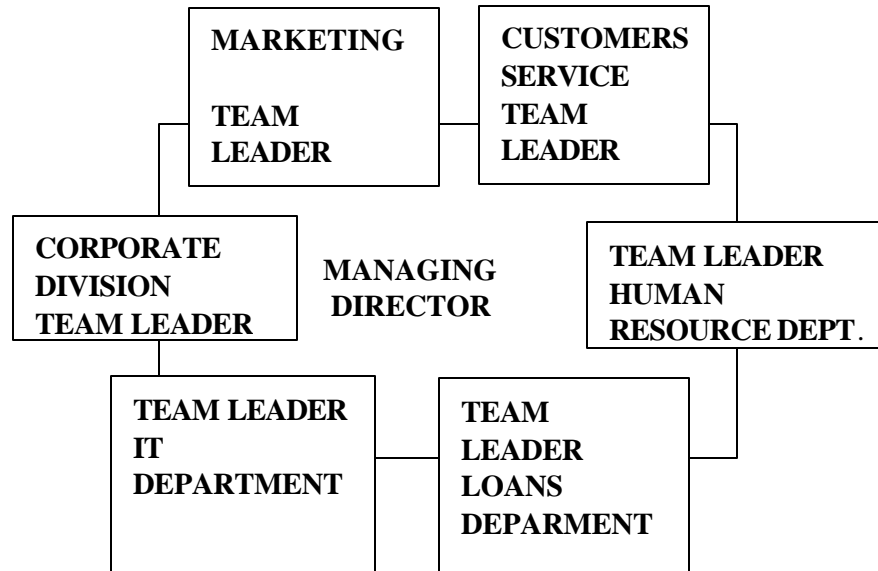 MARKETING
TEAM
LEADER
CUSTOMERS
SERVICE
TEAM
LEADER
CORPORATE
DIVISION
TEAM LEADER
MANAGING
DIRECTOR
TEAM LEADER
HUMAN
RESOURCE DEPT.
TEAM LEADER
IT
DEPARTMENT
TEAM
LEADER
LOANS
DEPARMENT